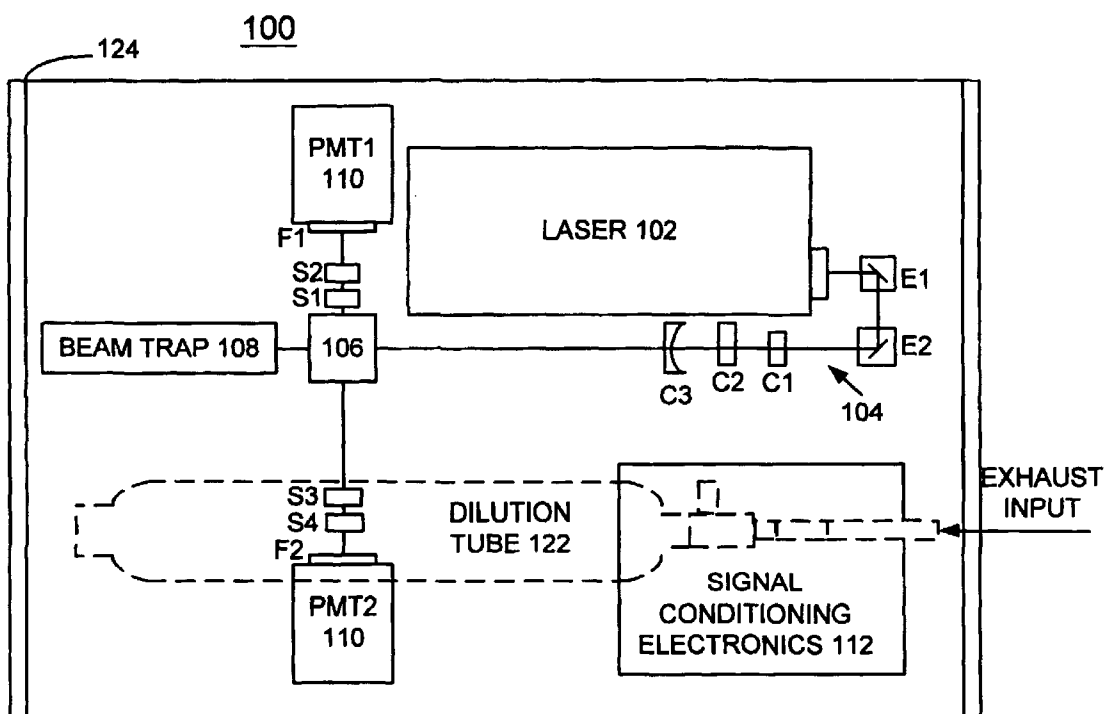 100
124
PMT1
110
F1
S2
S1
LASER 102
E1
E2
BEAM TRAP 108
106
C3
C2
C1
104
EXHAUST
INPUT
S3
S4
F2
DILUTION
TUBE 122
PMT2
110
SIGNAL
CONDITIONING
ELECTRONICS 112